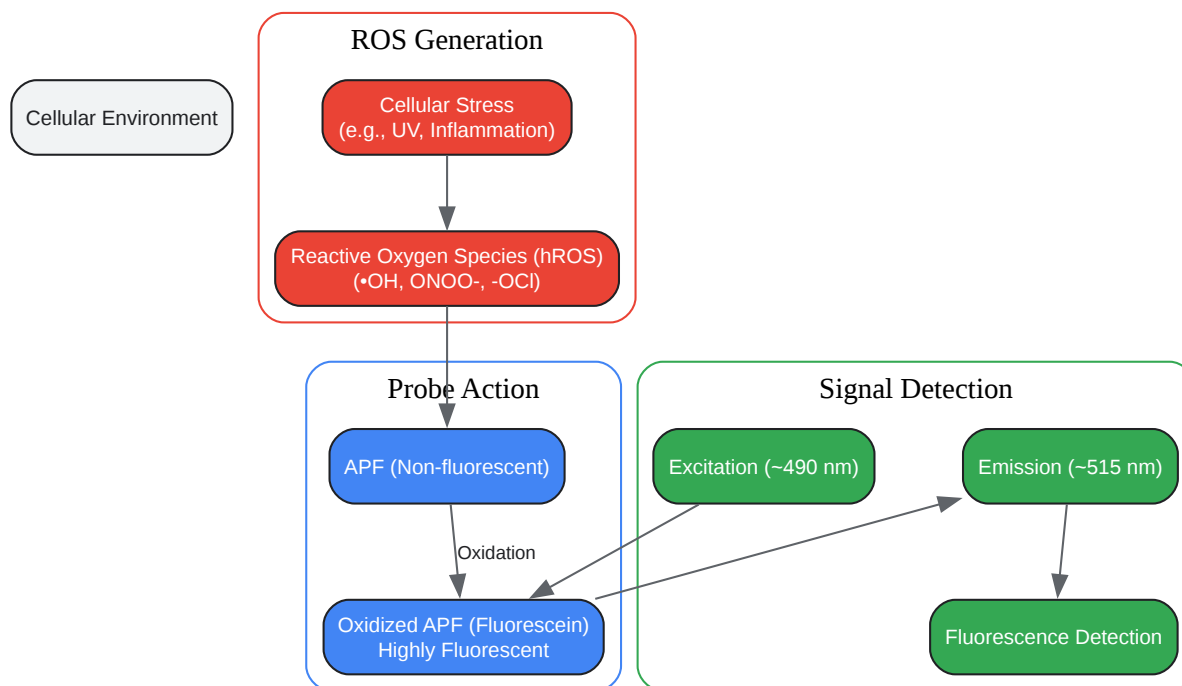 ROS Generation
Cellular Environment
Cellular Stress
(e.g., UV, Inflammation)
Reactive Oxygen Species (hROS)
(•OH, ONOO-, -OCl)
Probe Action
Signal Detection
APF (Non-fluorescent)
Excitation (~490 nm)
Emission (~515 nm)
Oxidation
Oxidized APF (Fluorescein)
Highly Fluorescent
Fluorescence Detection